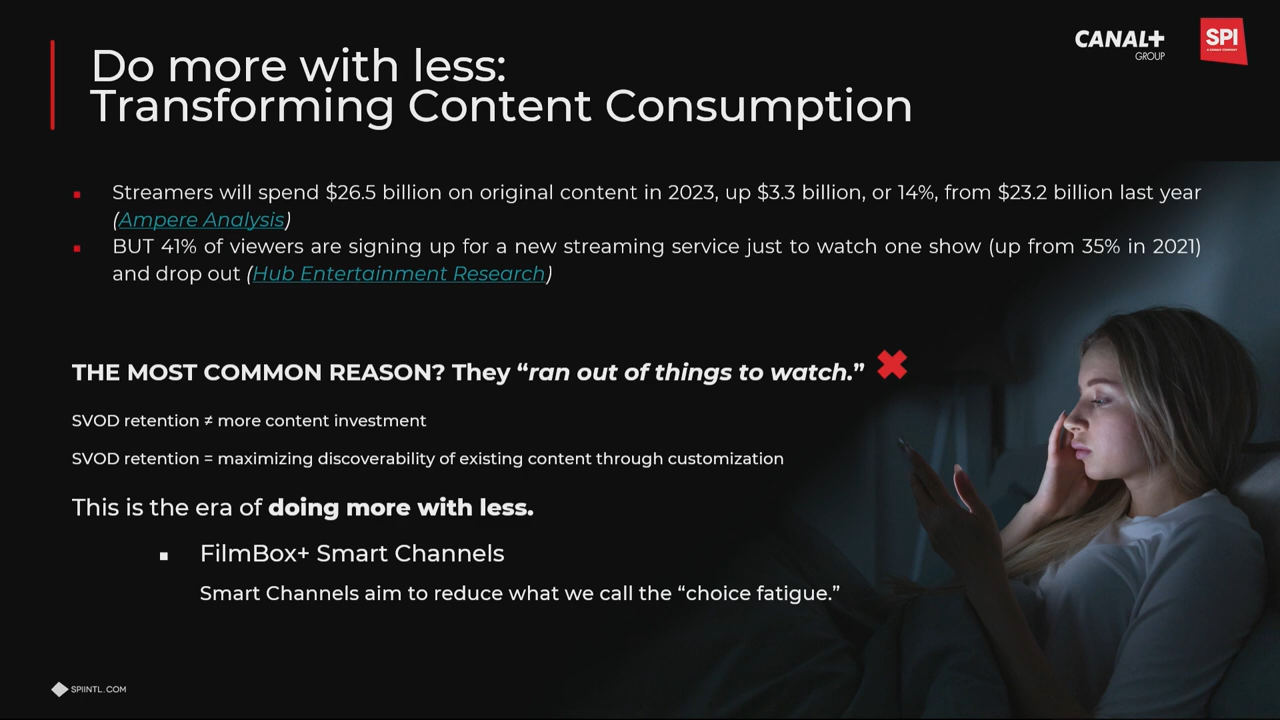 Do more with less:
Transforming Content Consumption
CANAL+
GROUP
SPI
A CANAL+ COMPANY
▪ Streamers will spend $26.5 billion on original content in 2023, up $3.3 billion, or 14%, from $23.2 billion last year
(Ampere Analysis)
▪ BUT 41% of viewers are signing up for a new streaming service just to watch one show (up from 35% in 2021)
and drop out (Hub Entertainment Research)
THE MOST COMMON REASON? They “ran out of things to watch.” ✖
SVOD retention ≠ more content investment
SVOD retention = maximizing discoverability of existing content through customization
This is the era of doing more with less.
▪ FilmBox+ Smart Channels
Smart Channels aim to reduce what we call the “choice fatigue.”
SPIINTL.COM